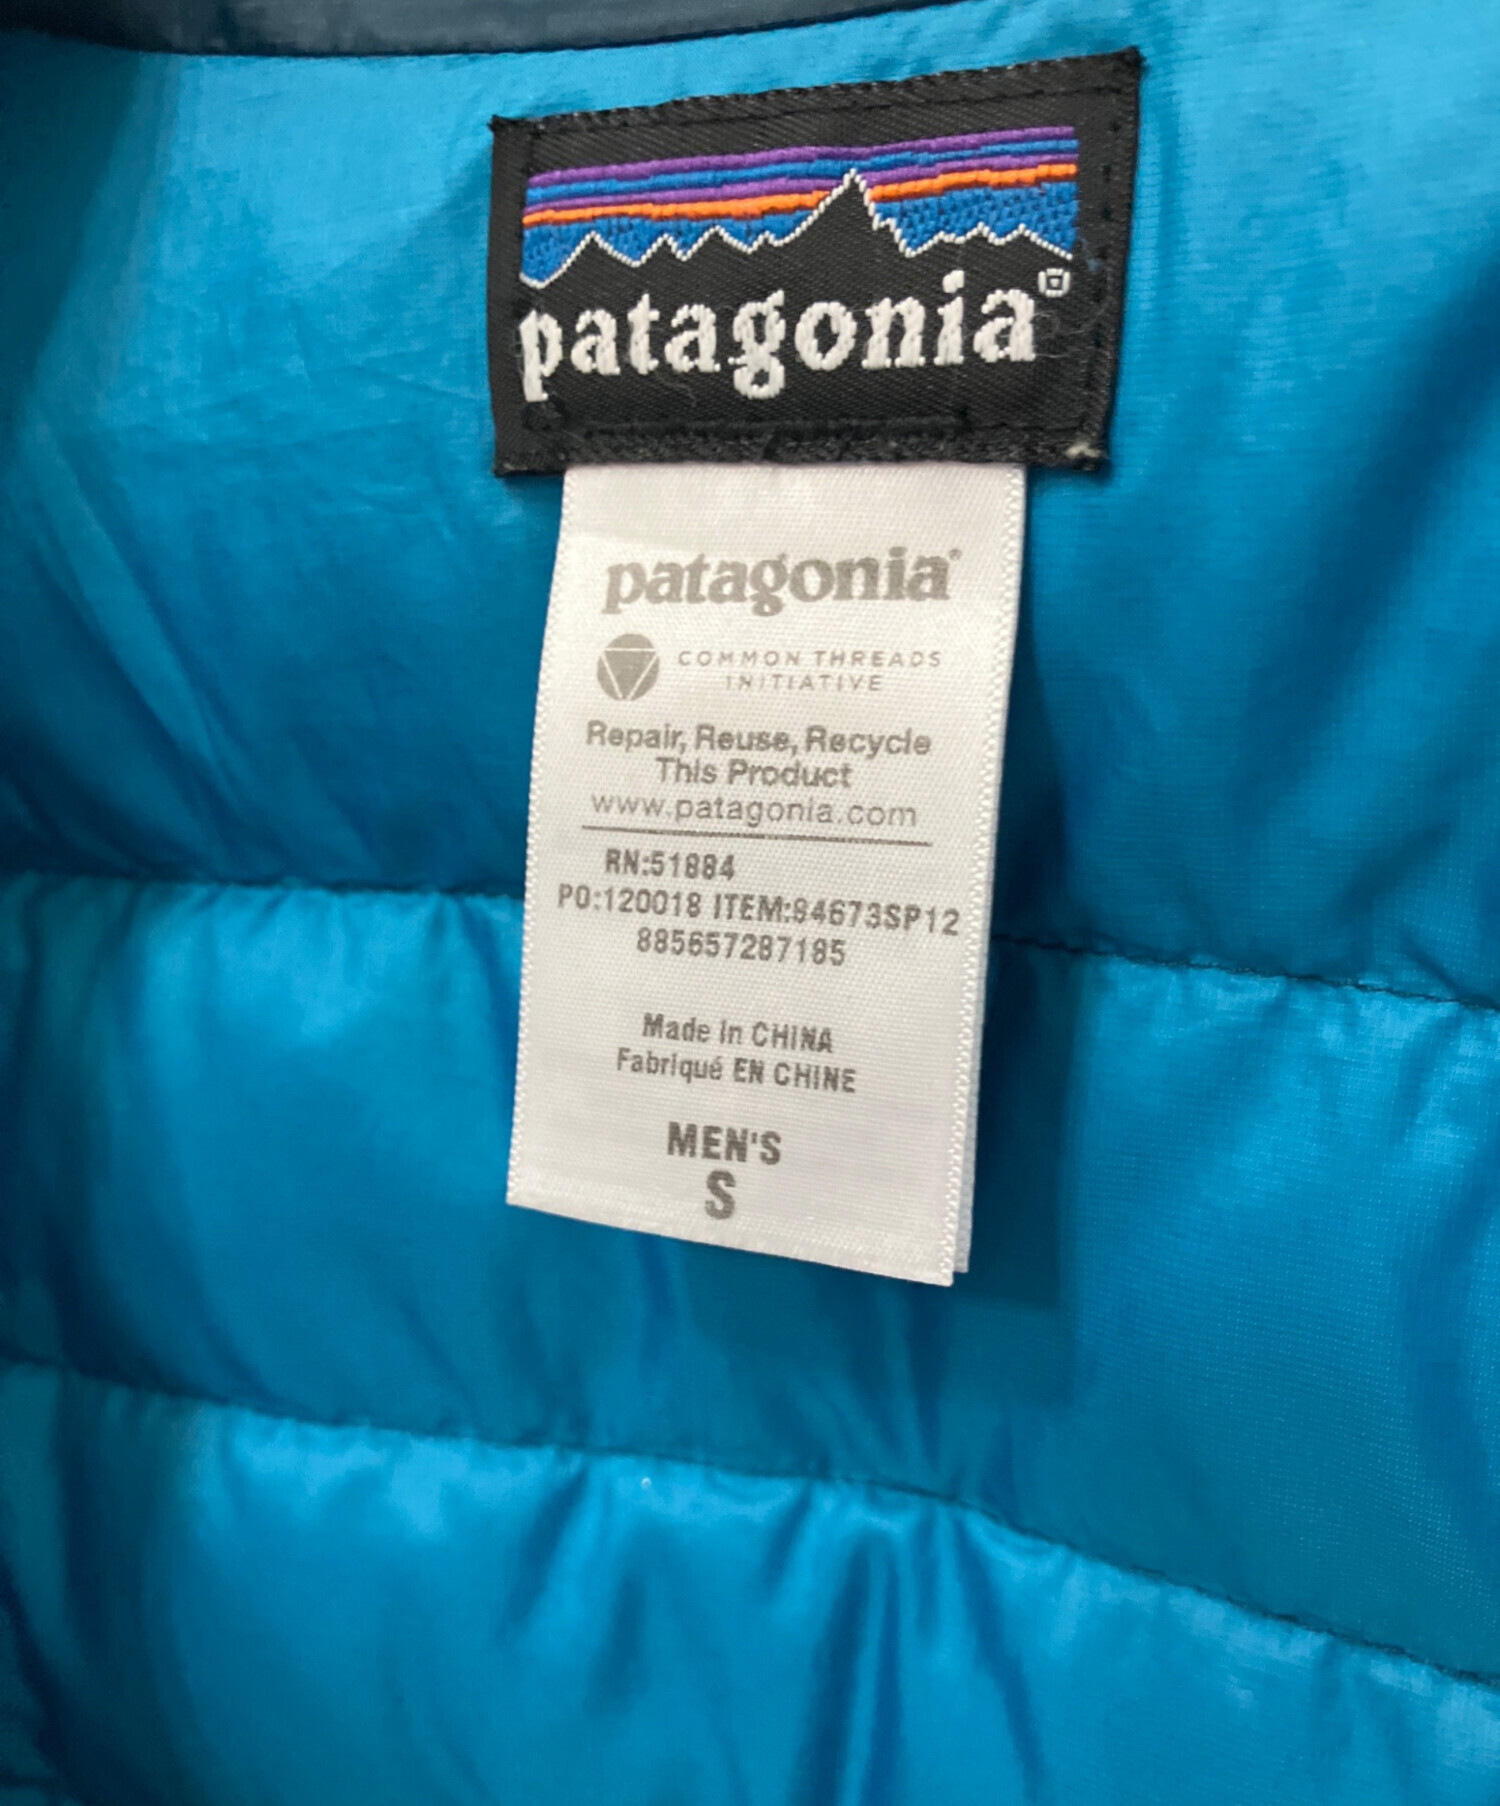 patagonia®
patagonia®
COMMON THREADS
INITIATIVE
Repair, Reuse, Recycle
This Product
www.patagonia.com
RN:51884
PO:120018 ITEM:84673SP12
885657287185
Made in CHINA
Fabriqué EN CHINE
MEN'S
S